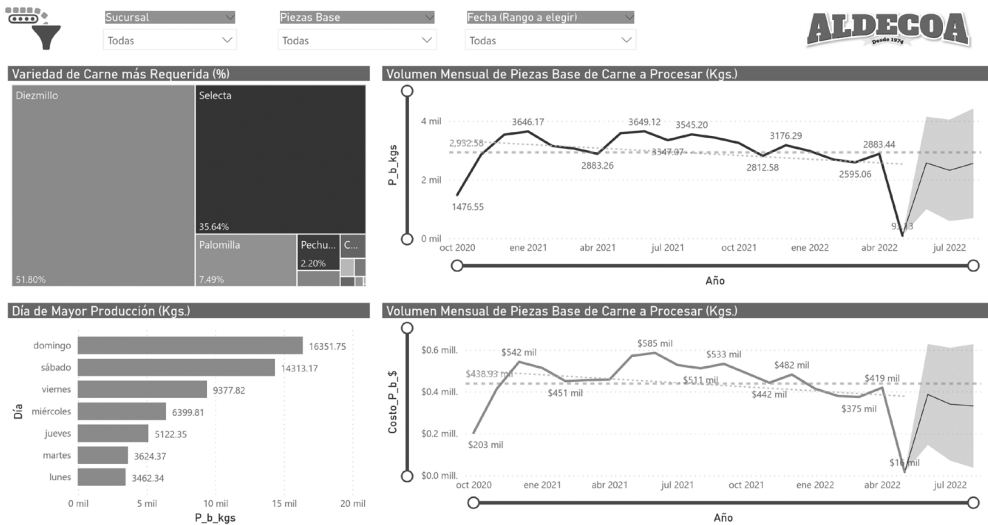 Sucursal Piezas Base Fecha (Rango a elegir)
Todas Todas Todas
ALDECOA
Desde 1974
Variedad de Carne más Requerida (%)
Diezmillo Selecta
35.64%
Palomilla Pechu... C...
2.20%
51.80% 7.49%
Volumen Mensual de Piezas Base de Carne a Procesar (Kgs.)
P_b_kgs
4 mil
2 mil
0 mil
2,932.58
1476.55
3646.17
2883.26
3649.12
3347.07
3545.20
2812.58
3176.29
2595.06
2883.44
oct 2020 ene 2021 abr 2021 jul 2021 oct 2021 ene 2022 abr 2022 jul 2022
Año
Día de Mayor Producción (Kgs.)
Día
domingo 16351.75
sábado 14313.17
viernes 9377.82
miércoles 6399.81
jueves 5122.35
martes 3624.37
lunes 3462.34
0 mil 5 mil 10 mil 15 mil 20 mil
P_b_kgs
Volumen Mensual de Piezas Base de Carne a Procesar (Kgs.)
Costo_P_b_$
$0.6 mill.
$0.4 mill.
$0.2 mill.
$0.0 mill.
$438.93 mil
$203 mil
$542 mil
$451 mil
$585 mil
$511 mil
$533 mil
$442 mil
$482 mil
$375 mil
$419 mil
oct 2020 ene 2021 abr 2021 jul 2021 oct 2021 ene 2022 abr 2022 jul 2022
Año